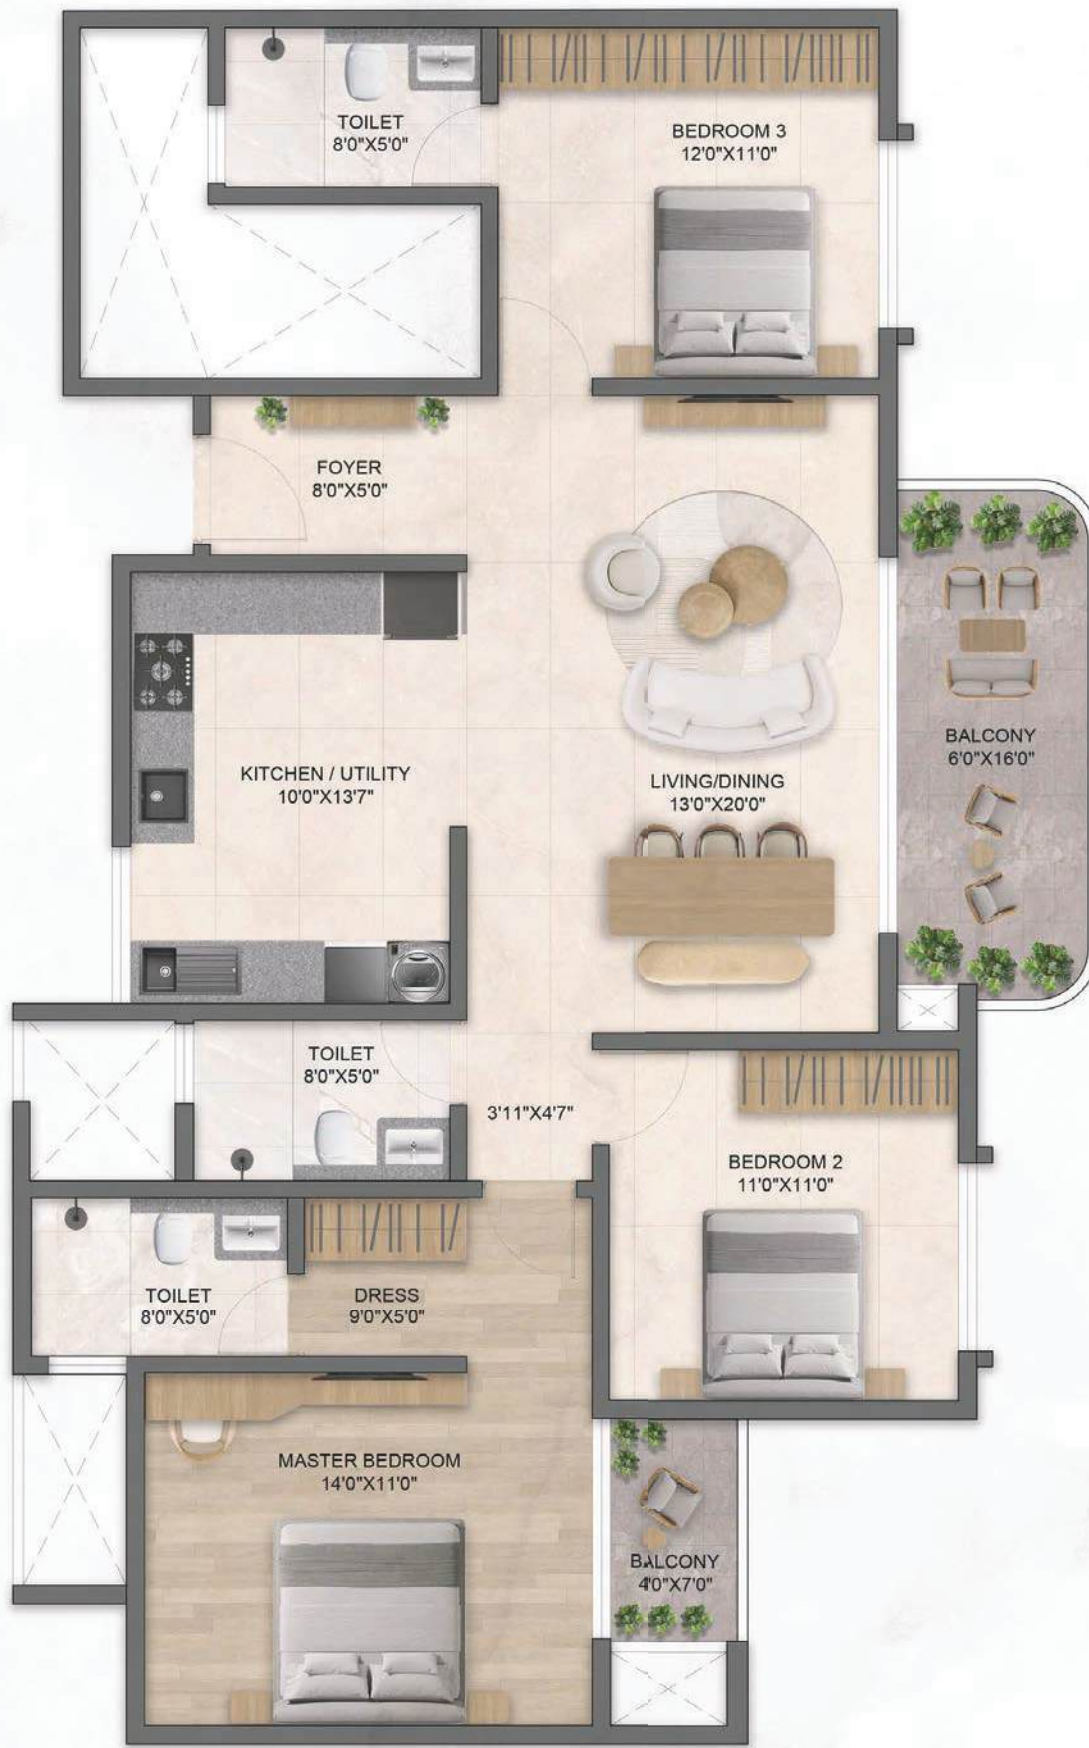 TOILET
8'0"X5'0"
BEDROOM 3
12'0"X11'0"
FOYER
8'0"X5'0"
BALCONY
6'0"X16'0"
KITCHEN / UTILITY
10'0"X13'7"
LIVING/DINING
13'0"X20'0"
TOILET
8'0"X5'0"
3'11"X4'7"
BEDROOM 2
11'0"X11'0"
TOILET
8'0"X5'0"
DRESS
9'0"X5'0"
MASTER BEDROOM
14'0"X11'0"
BALCONY
4'0"X7'0"